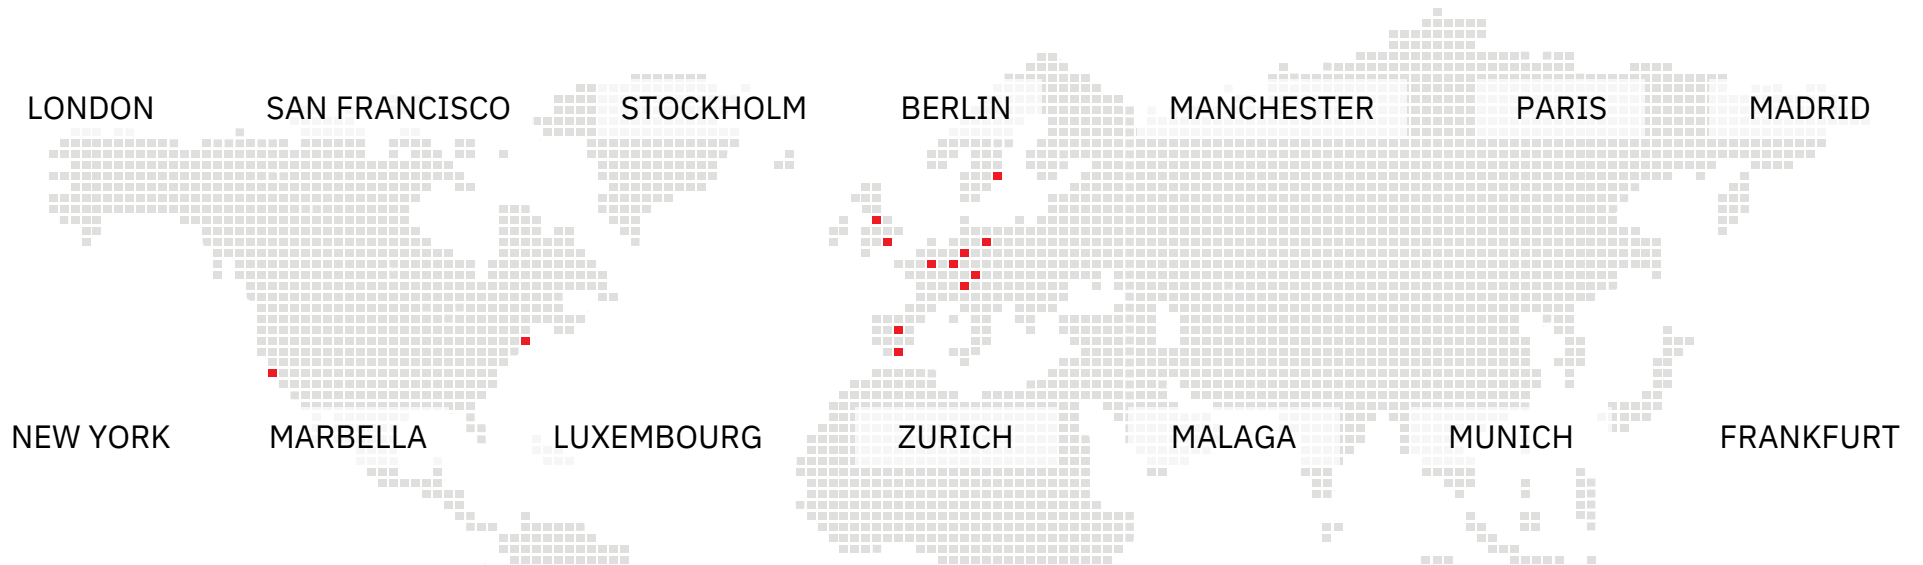 LONDON SAN FRANCISCO STOCKHOLM BERLIN MANCHESTER PARIS MADRID
NEW YORK MARBELLA LUXEMBOURG ZURICH MALAGA MUNICH FRANKFURT